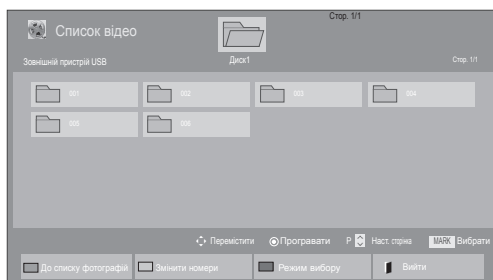 Стор. 1/1
Список відео
Зовнішній пристрій USB
Диск1
Стор. 1/1
001
002
003
004
005
006
Перемістити
Програвати
P
Наст. сторінка
MARK
Вибрати
До списку фотографій
Змінити номери
Режим вибору
Вийти